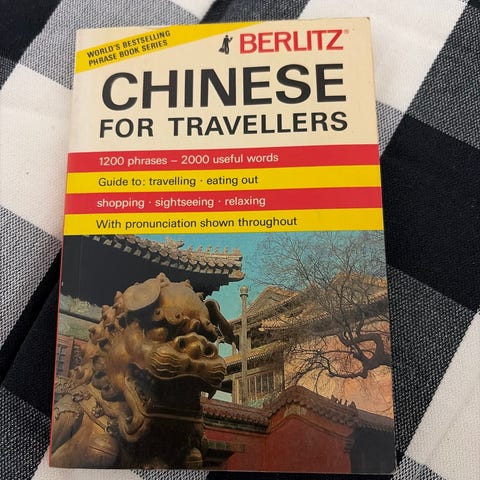 WORLD'S BESTSELLING
PHRASE BOOK SERIES
BERLITZ®
CHINESE
FOR TRAVELLERS
1200 phrases – 2000 useful words
Guide to: travelling · eating out
shopping · sightseeing · relaxing
With pronunciation shown throughout